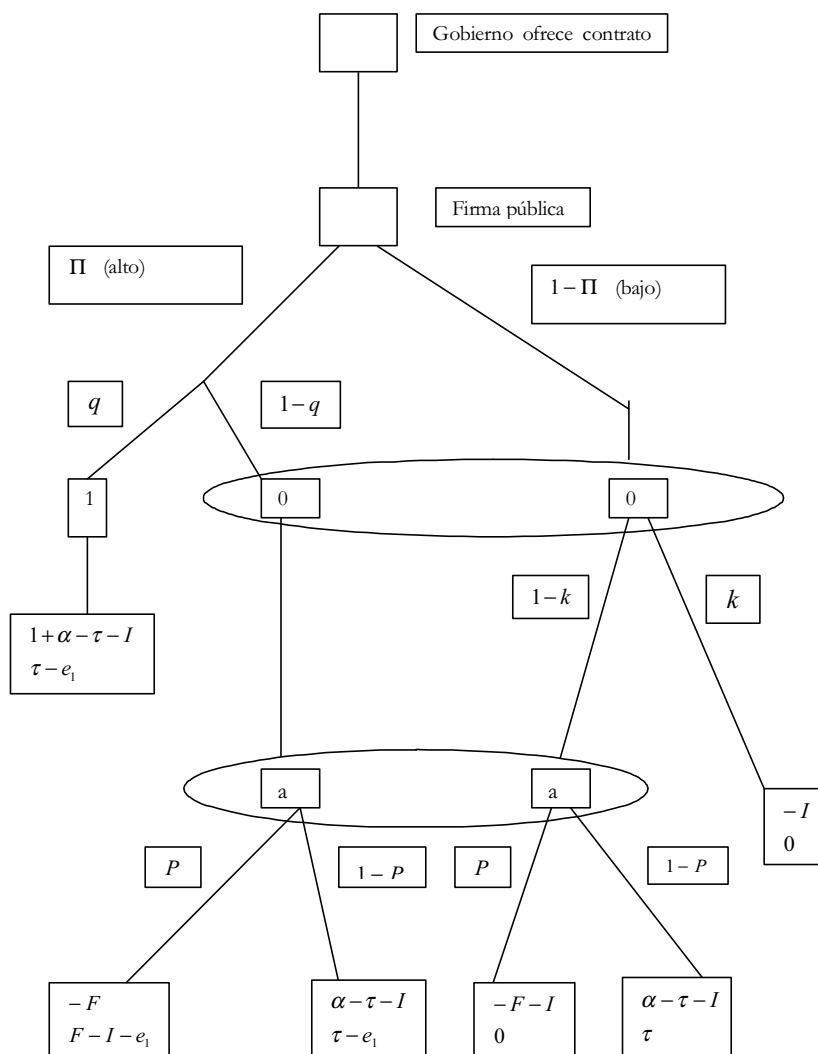 Gobierno ofrece contrato
Firma pública
Π (alto)
1 − Π (bajo)
q
1 − q
1
0
0
1 − k
k
1 + α − τ − I
τ − e₁
a
a
− I
0
P
1 − P
P
1 − P
− F
F − I − e₁
α − τ − I
τ − e₁
− F − I
0
α − τ − I
τ